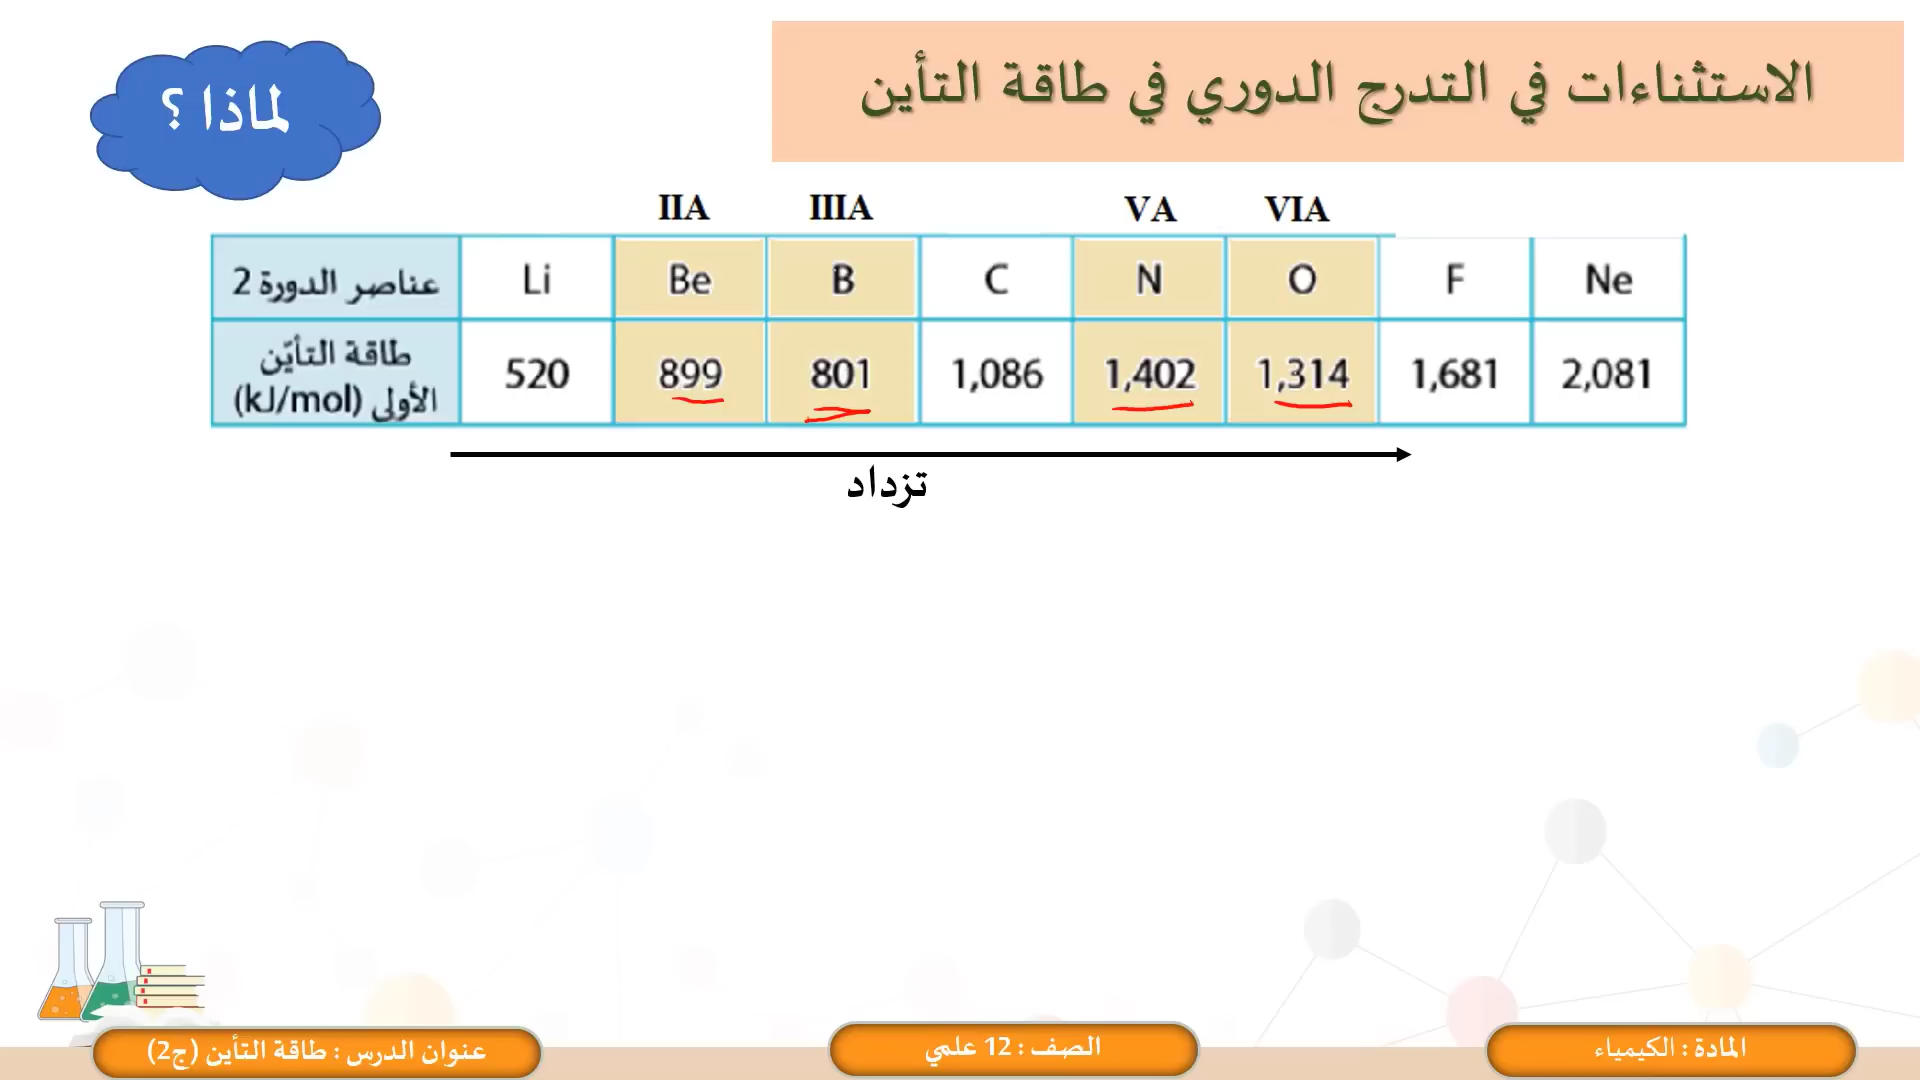 الاستثناءات في التدرج الدوري في طاقة التأين
لماذا ؟
IIA IIIA VA VIA
عناصر الدورة 2 Li Be B C N O F Ne
طاقة التأيّن
الأولى (kJ/mol) 520 899 801 1,086 1,402 1,314 1,681 2,081
تزداد
المادة : الكيمياء
الصف : 12 علمي
عنوان الدرس : طاقة التأين (ج2)